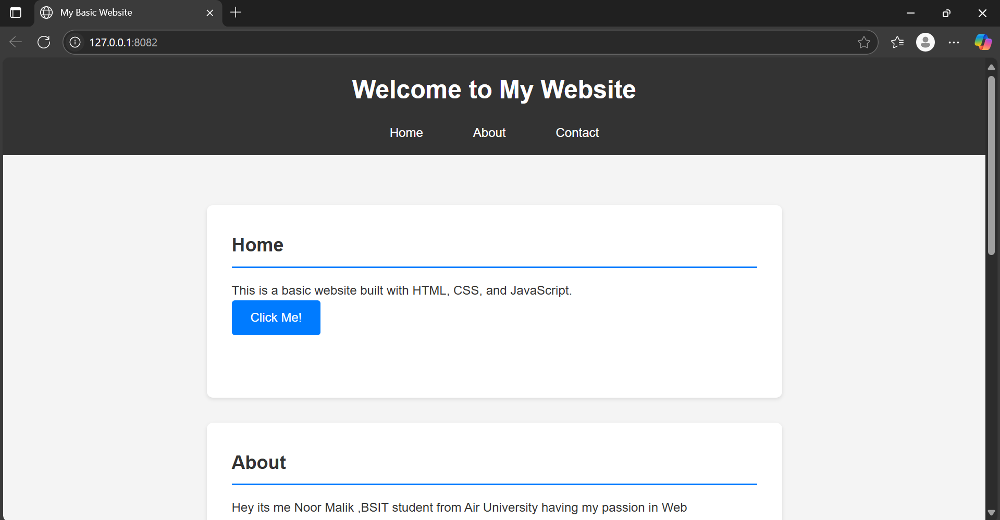 My Basic Website
127.0.0.1:8082
Welcome to My Website
Home About Contact
Home
This is a basic website built with HTML, CSS, and JavaScript.
Click Me!
About
Hey its me Noor Malik ,BSIT student from Air University having my passion in Web